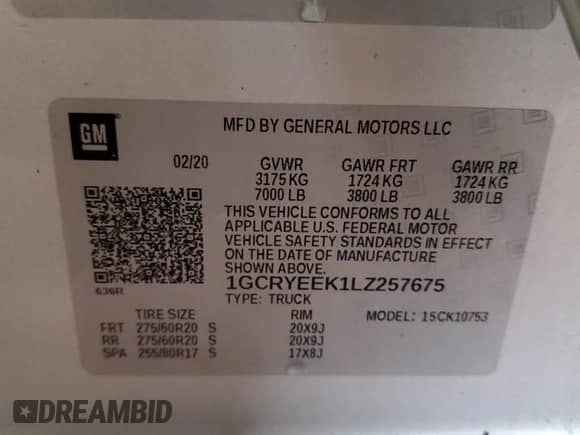 GM
MFD BY GENERAL MOTORS LLC
02/20 GVWR GAWR FRT GAWR RR
3175 KG 1724 KG 1724 KG
7000 LB 3800 LB 3800 LB
THIS VEHICLE CONFORMS TO ALL
APPLICABLE U.S. FEDERAL MOTOR
VEHICLE SAFETY STANDARDS IN EFFECT
ON THE DATE OF MANUFACTURE
SHOWN ABOVE.
636R
1GCRYEEK1LZ257675
TYPE: TRUCK
TIRE SIZE RIM MODEL: 15CK10753
FRT 275/60R20 S 20X9J
RR 275/60R20 S 20X9J
SPA 255/80R17 S 17X8J
DREAMBID